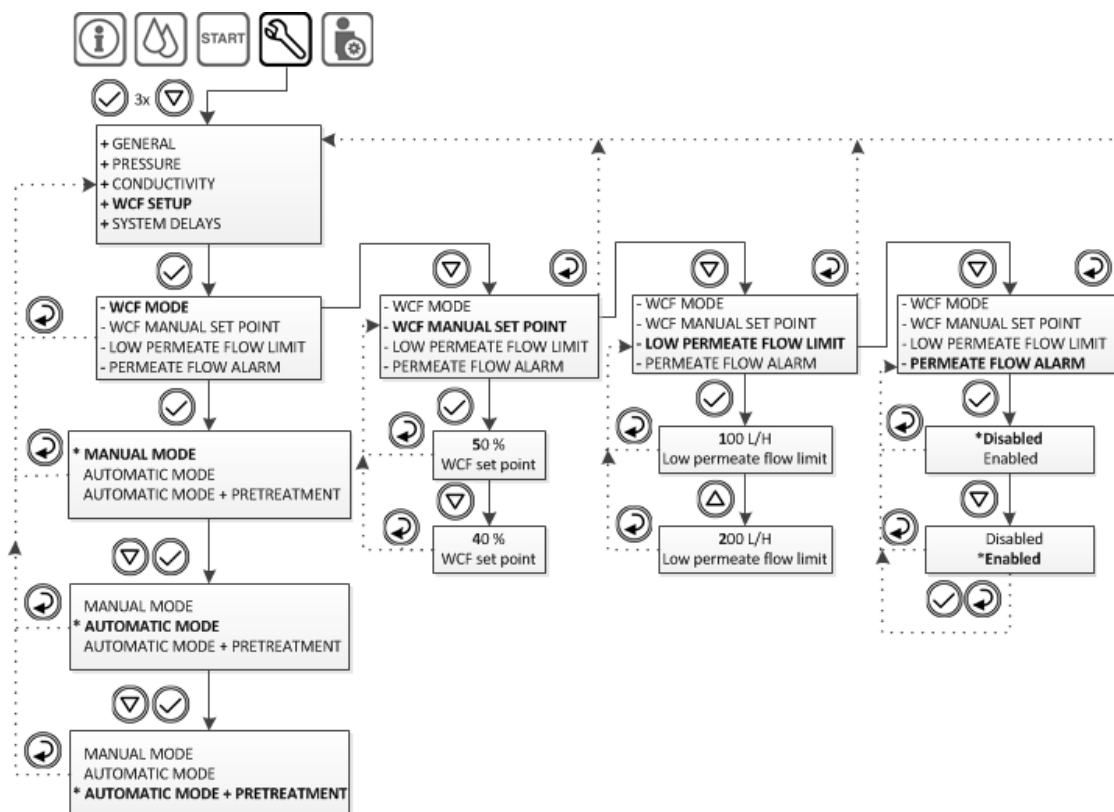 START
3x
+ GENERAL
+ PRESSURE
+ CONDUCTIVITY
+ WCF SETUP
+ SYSTEM DELAYS
- WCF MODE
- WCF MANUAL SET POINT
- LOW PERMEATE FLOW LIMIT
- PERMEATE FLOW ALARM
* MANUAL MODE
AUTOMATIC MODE
AUTOMATIC MODE + PRETREATMENT
MANUAL MODE
* AUTOMATIC MODE
AUTOMATIC MODE + PRETREATMENT
MANUAL MODE
AUTOMATIC MODE
* AUTOMATIC MODE + PRETREATMENT
- WCF MODE
- WCF MANUAL SET POINT
- LOW PERMEATE FLOW LIMIT
- PERMEATE FLOW ALARM
50 %
WCF set point
40 %
WCF set point
- WCF MODE
- WCF MANUAL SET POINT
- LOW PERMEATE FLOW LIMIT
- PERMEATE FLOW ALARM
100 L/H
Low permeate flow limit
200 L/H
Low permeate flow limit
- WCF MODE
- WCF MANUAL SET POINT
- LOW PERMEATE FLOW LIMIT
- PERMEATE FLOW ALARM
*Disabled
Enabled
Disabled
*Enabled